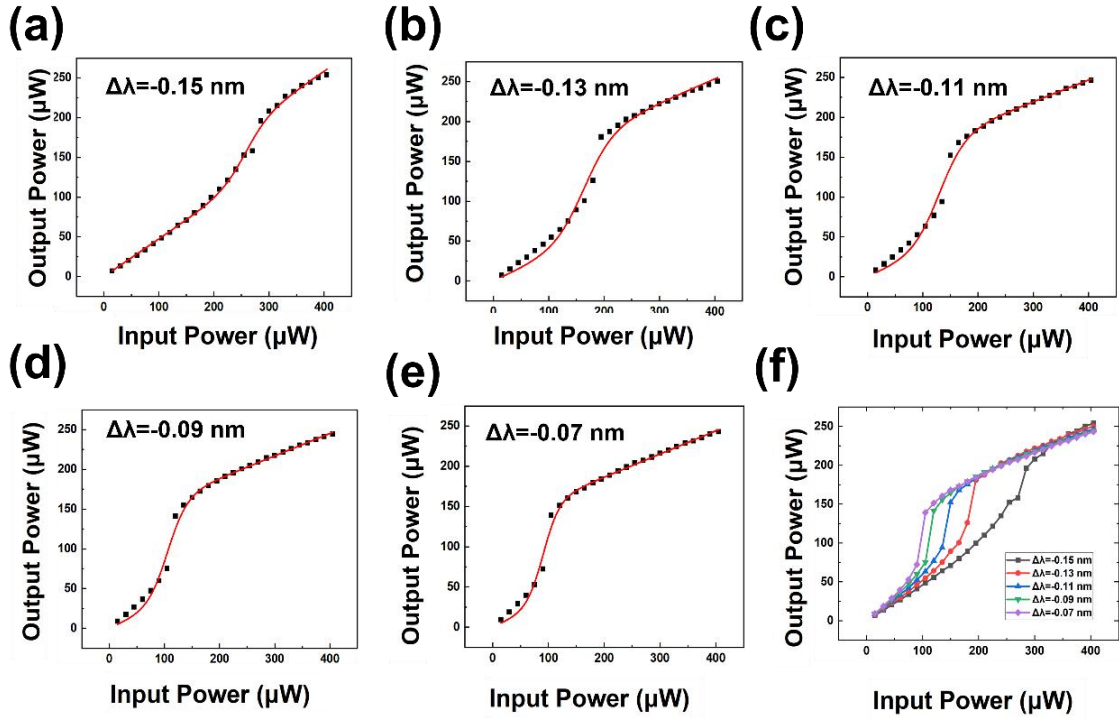 (a)
Output Power (µW)
250
200
150
100
50
0
Δλ=-0.15 nm
0 100 200 300 400
Input Power (µW)
(b)
Output Power (µW)
250
200
150
100
50
0
Δλ=-0.13 nm
0 100 200 300 400
Input Power (µW)
(c)
Output Power (µW)
250
200
150
100
50
0
Δλ=-0.11 nm
0 100 200 300 400
Input Power (µW)
(d)
Output Power (µW)
250
200
150
100
50
0
Δλ=-0.09 nm
0 100 200 300 400
Input Power (µW)
(e)
Output Power (µW)
250
200
150
100
50
0
Δλ=-0.07 nm
0 100 200 300 400
Input Power (µW)
(f)
Output Power (µW)
250
200
150
100
50
0
Δλ=-0.15 nm
Δλ=-0.13 nm
Δλ=-0.11 nm
Δλ=-0.09 nm
Δλ=-0.07 nm
0 100 200 300 400
Input Power (µW)